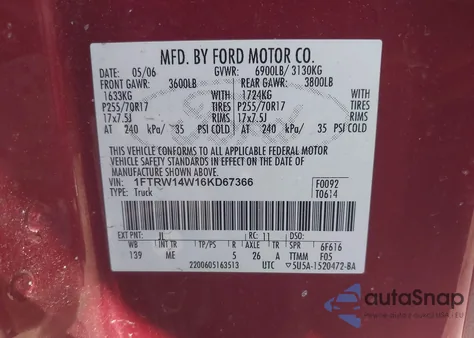 MFD. BY FORD MOTOR CO.
05/06 GVWR: 6900LB/ 3130KG
FRONT GAWR: 3600LB REAR GAWR: 3800LB
1633KG WITH 1724KG WITH
P255/70R17 TIRES P255/70R17 TIRES
17x7.5J RIMS 17x7.5J RIMS
AT 240 kPa/ 35 PSI COLD AT 240 kPa/ 35 PSI COLD
THIS VEHICLE CONFORMS TO ALL APPLICABLE FEDERAL MOTOR
VEHICLE SAFETY STANDARDS IN EFFECT ON THE DATE OF
MANUFACTURE SHOWN ABOVE.
VIN: 1FTRW14W16KD67366 F0092
TYPE: Truck T0614
EXT PNT: JL RC: 11 DSO:
WB INT TR TP/PS R AXLE TR SPR 6F616
139 ME 5 26 A TTMM F05
2200605163513 UTC ▽5U5A-1520472-BA
autoSnap